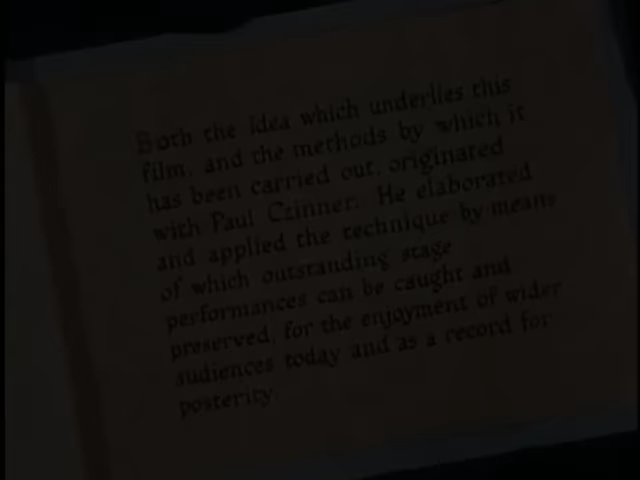 Both the idea which underlies this
film, and the methods by which it
has been carried out, originated
with Paul Czinner. He elaborated
and applied the technique by means
of which outstanding stage
performances can be caught and
preserved, for the enjoyment of wider
audiences today and as a record for
posterity.